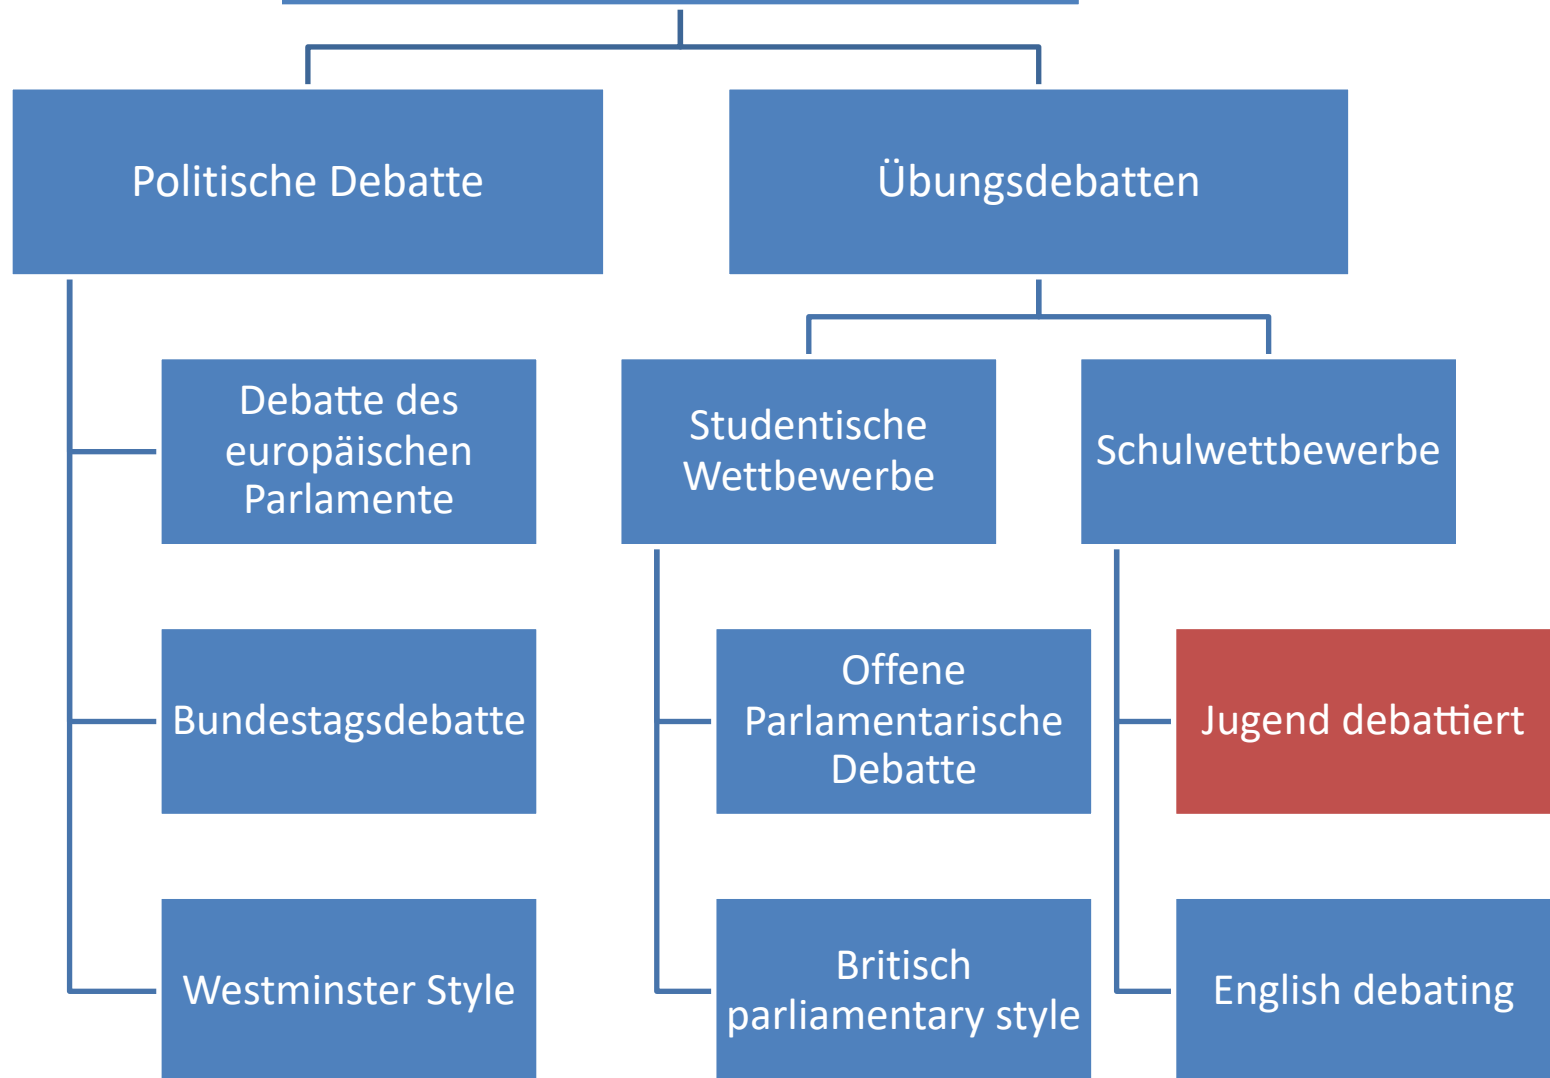 Politische Debatte
Übungsdebatten
Debatte des
europäischen
Parlamente
Studentische
Wettbewerbe
Schulwettbewerbe
Bundestagsdebatte
Offene
Parlamentarische
Debatte
Jugend debattiert
Westminster Style
Britisch
parliamentary style
English debating